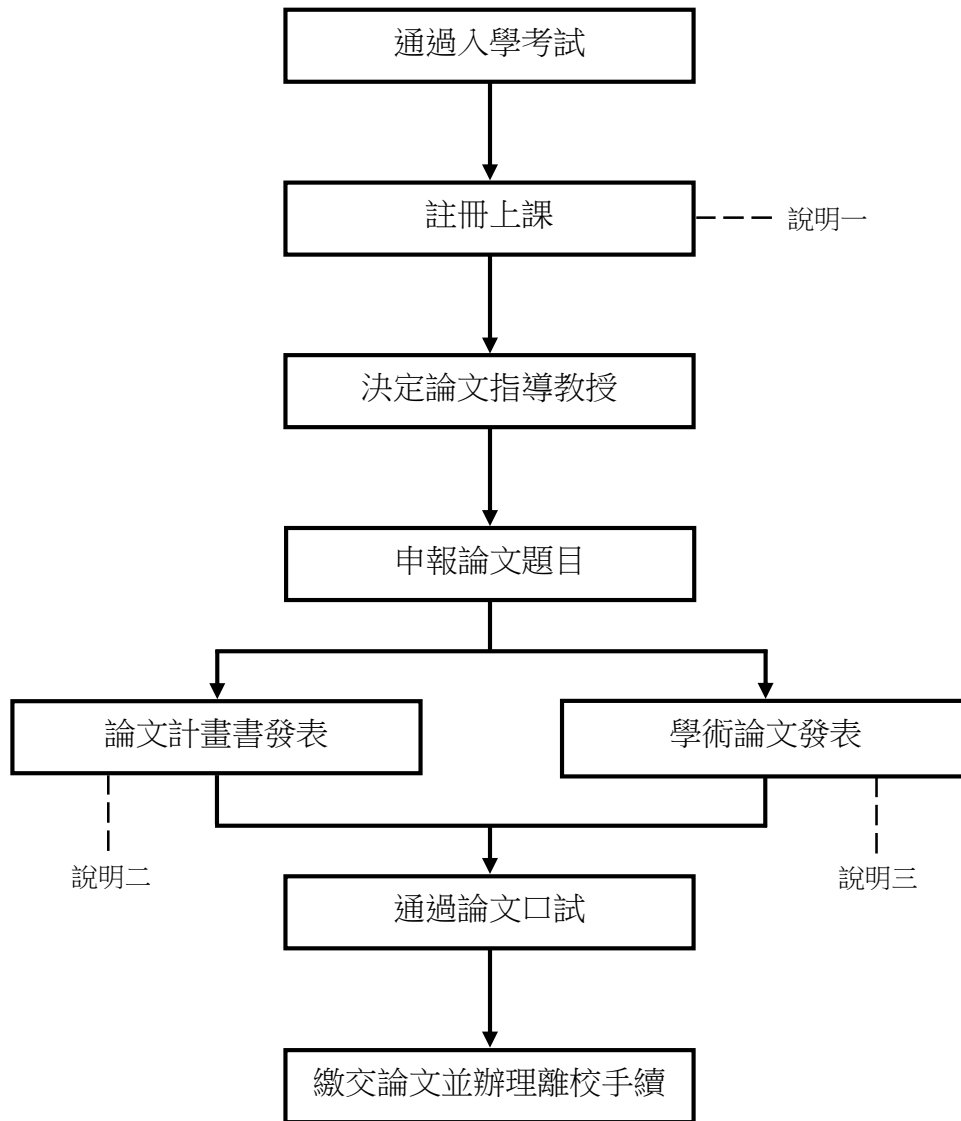 通過入學考試
註冊上課
說明一
決定論文指導教授
申報論文題目
論文計畫書發表
學術論文發表
說明二
說明三
通過論文口試
繳交論文並辦理離校手續